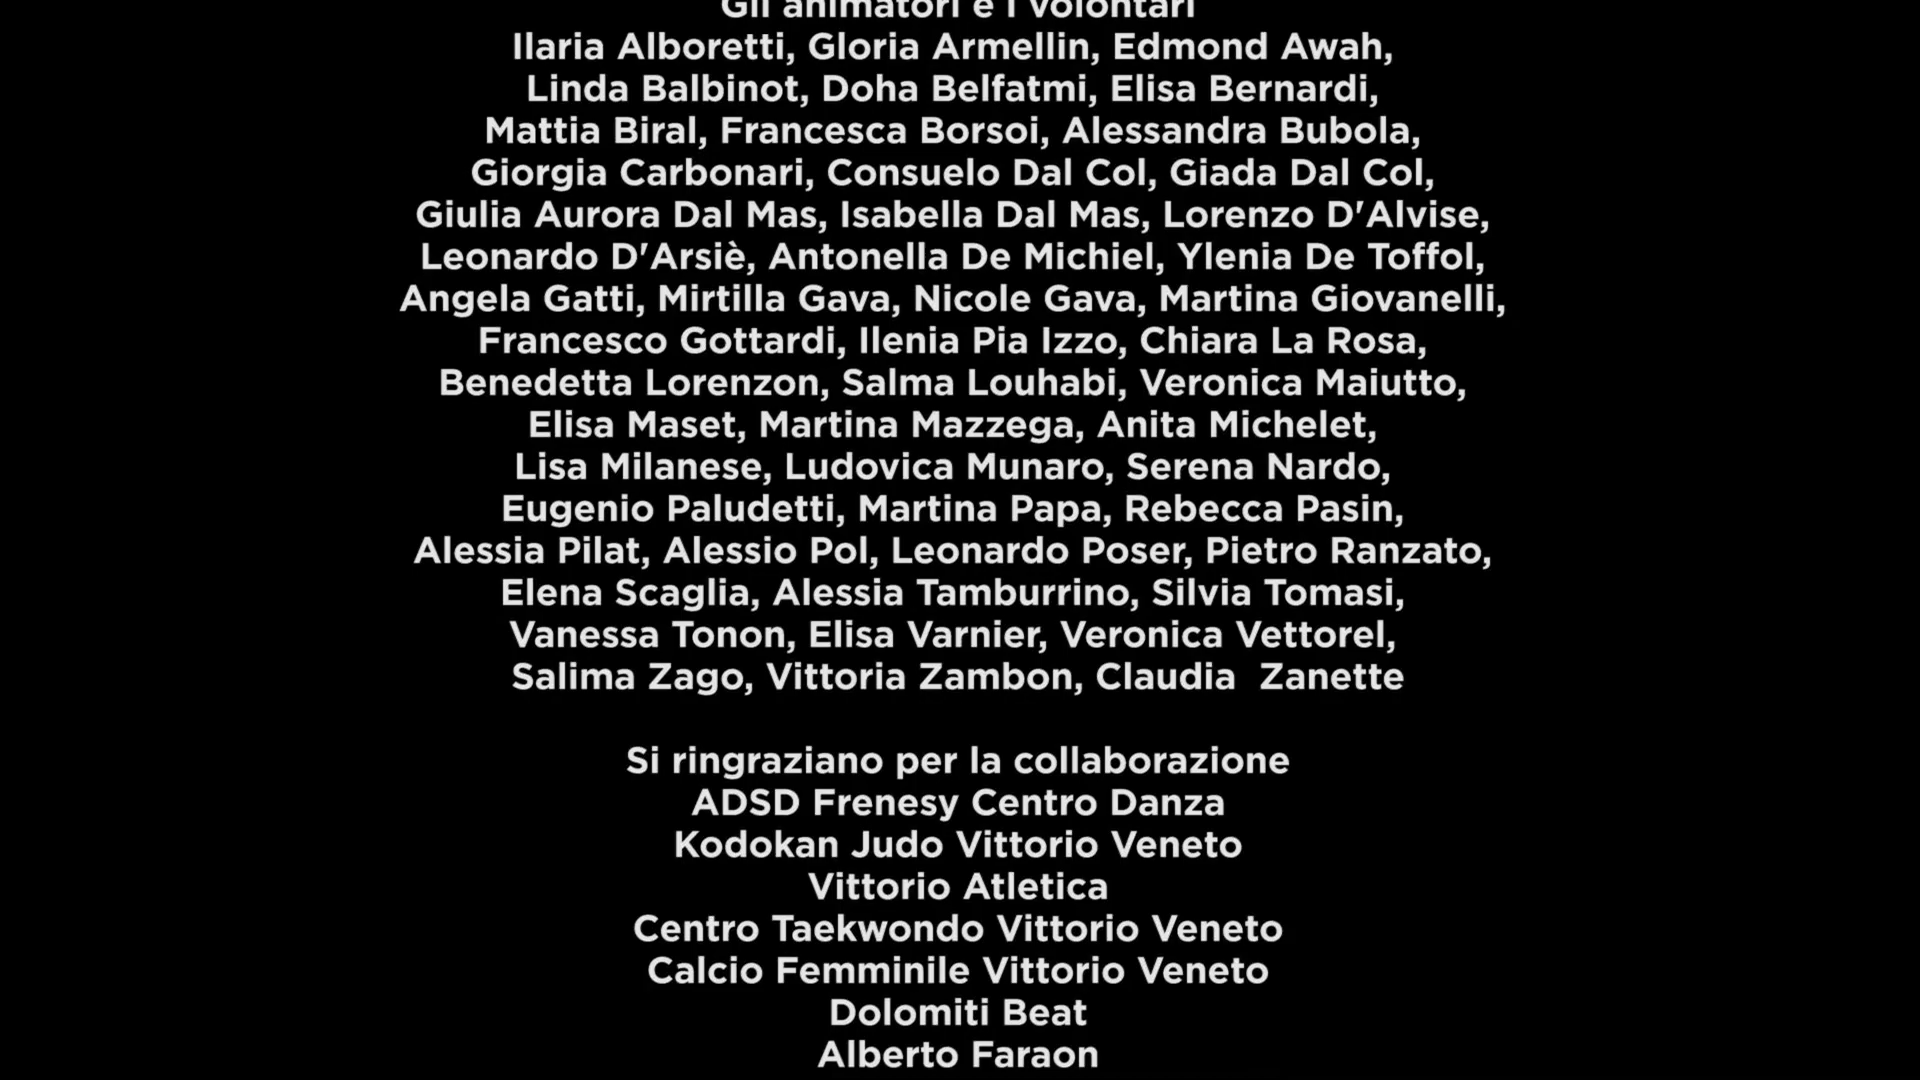 Gli animatori e i volontari
Ilaria Alboretti, Gloria Armellin, Edmond Awah,
Linda Balbinot, Doha Belfatmi, Elisa Bernardi,
Mattia Biral, Francesca Borsoi, Alessandra Bubola,
Giorgia Carbonari, Consuelo Dal Col, Giada Dal Col,
Giulia Aurora Dal Mas, Isabella Dal Mas, Lorenzo D'Alvise,
Leonardo D'Arsiè, Antonella De Michiel, Ylenia De Toffol,
Angela Gatti, Mirtilla Gava, Nicole Gava, Martina Giovanelli,
Francesco Gottardi, Ilenia Pia Izzo, Chiara La Rosa,
Benedetta Lorenzon, Salma Louhabi, Veronica Maiutto,
Elisa Maset, Martina Mazzega, Anita Michelet,
Lisa Milanese, Ludovica Munaro, Serena Nardo,
Eugenio Paludetti, Martina Papa, Rebecca Pasin,
Alessia Pilat, Alessio Pol, Leonardo Poser, Pietro Ranzato,
Elena Scaglia, Alessia Tamburrino, Silvia Tomasi,
Vanessa Tonon, Elisa Varnier, Veronica Vettorel,
Salima Zago, Vittoria Zambon, Claudia  Zanette
Si ringraziano per la collaborazione
ADSD Frenesy Centro Danza
Kodokan Judo Vittorio Veneto
Vittorio Atletica
Centro Taekwondo Vittorio Veneto
Calcio Femminile Vittorio Veneto
Dolomiti Beat
Alberto Faraon